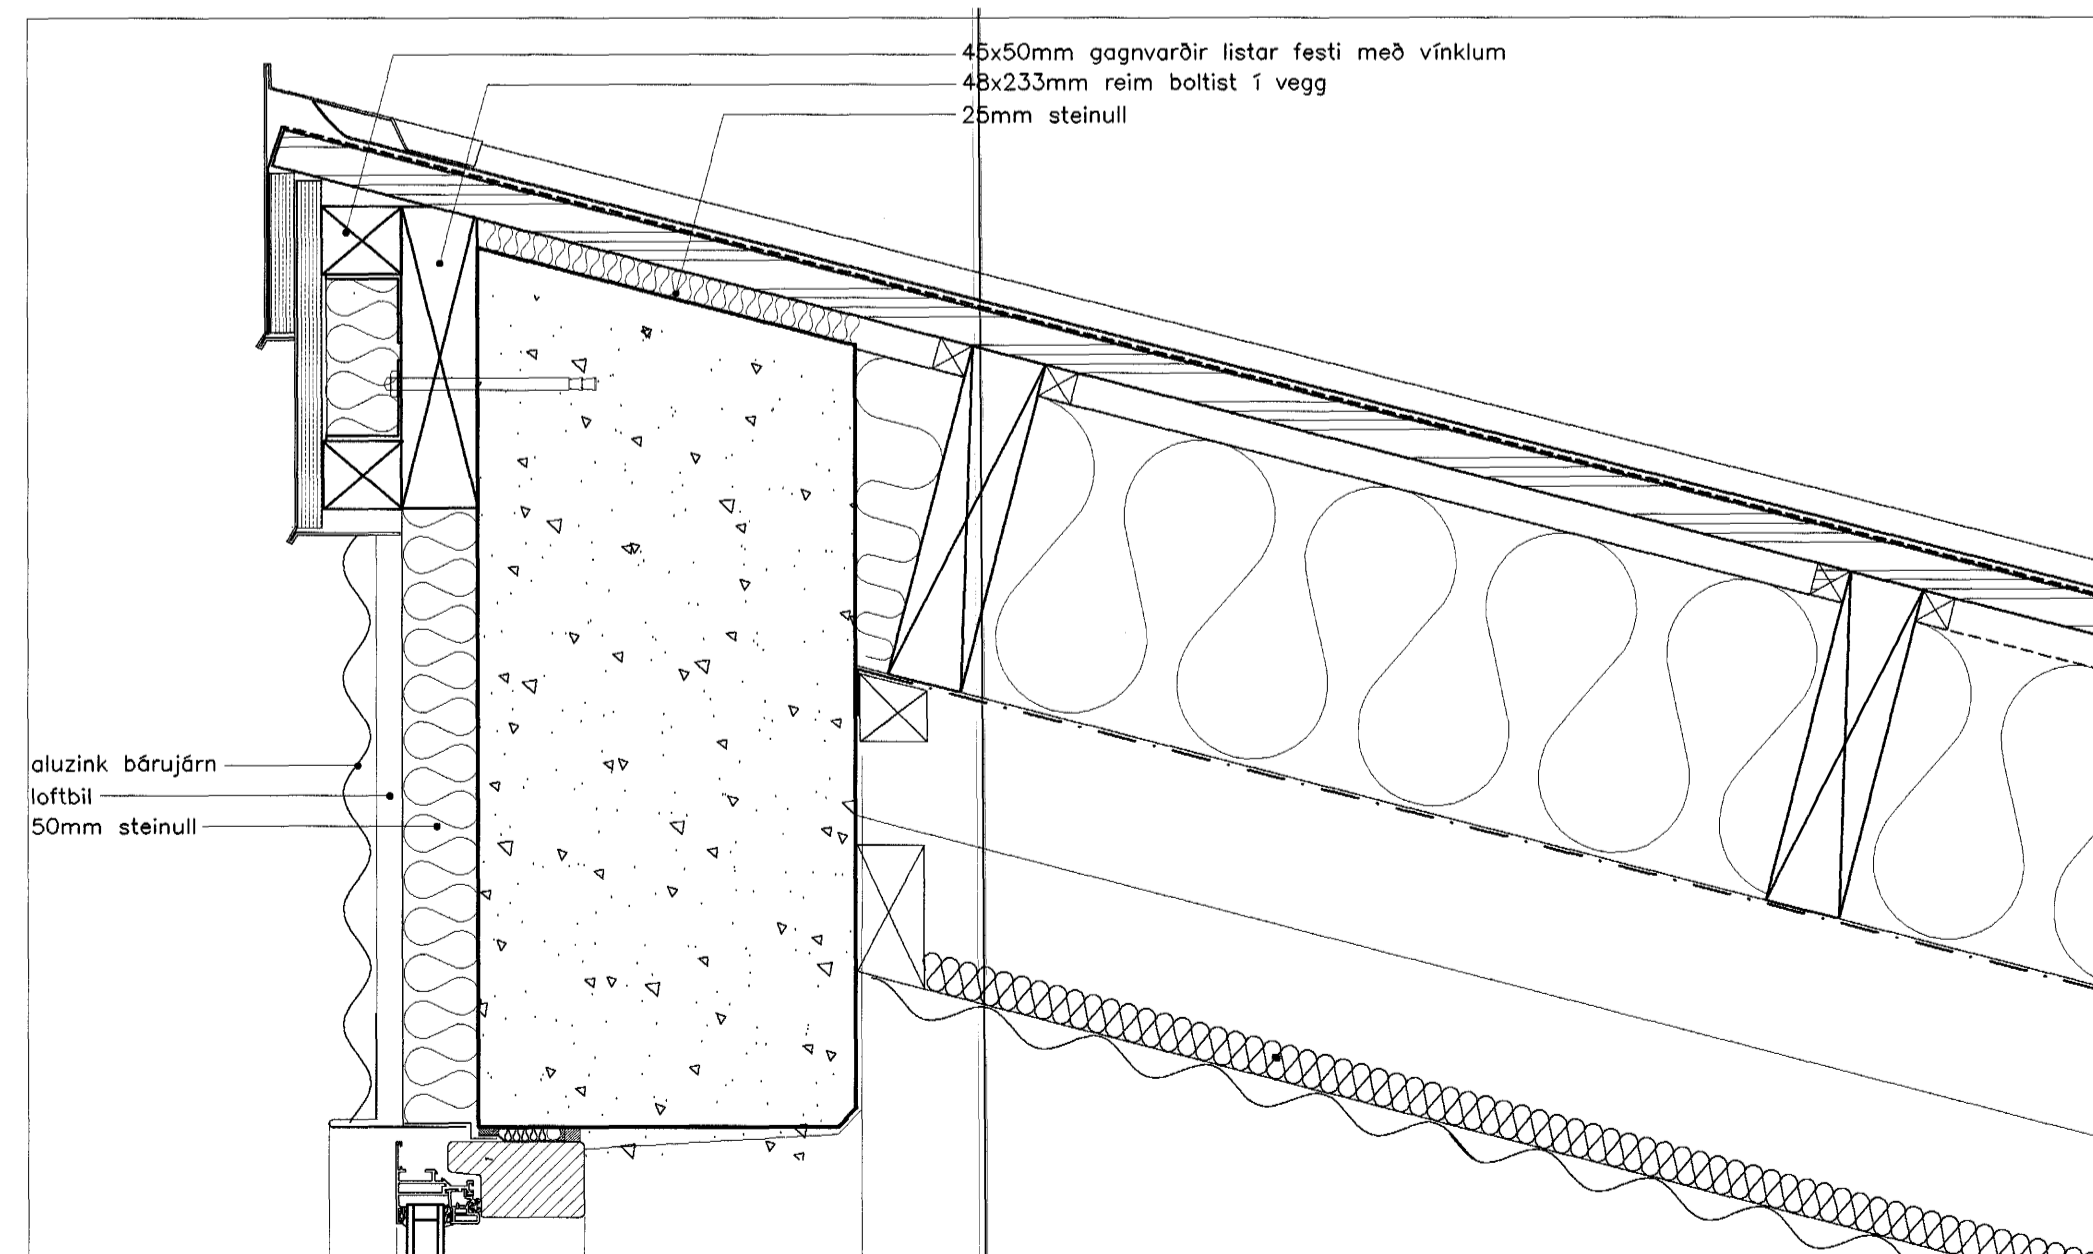 45x50mm gagnvarðir listar festi með vínklum
48x233mm reim boltist í vegg
25mm steinull
aluzink bárujárn
loftbil
50mm steinull